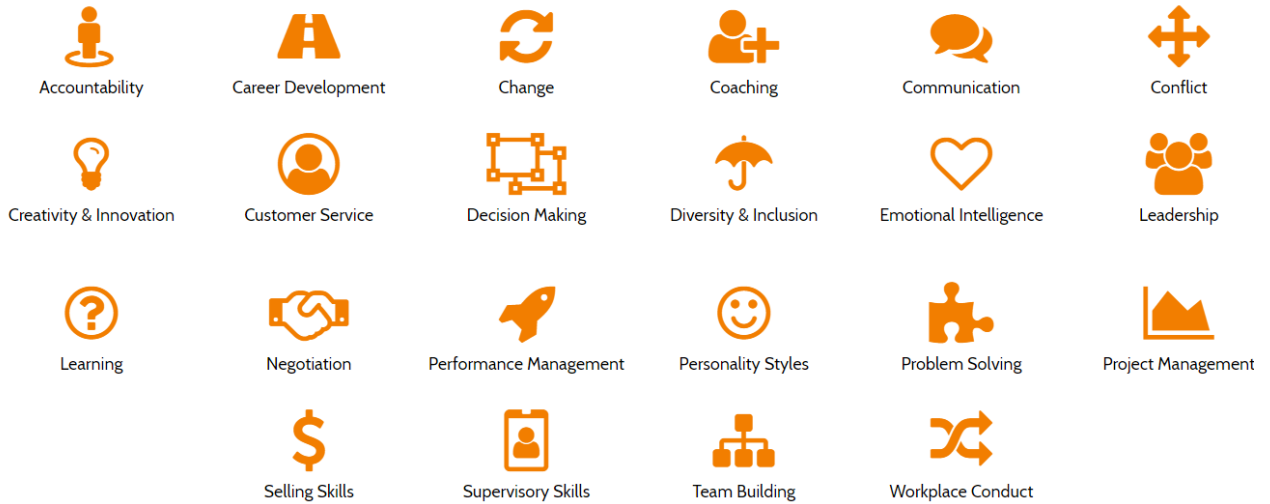 Accountability
Career Development
Change
Coaching
Communication
Conflict
Creativity & Innovation
Customer Service
Decision Making
Diversity & Inclusion
Emotional Intelligence
Leadership
Learning
Negotiation
Performance Management
Personality Styles
Problem Solving
Project Management
Selling Skills
Supervisory Skills
Team Building
Workplace Conduct